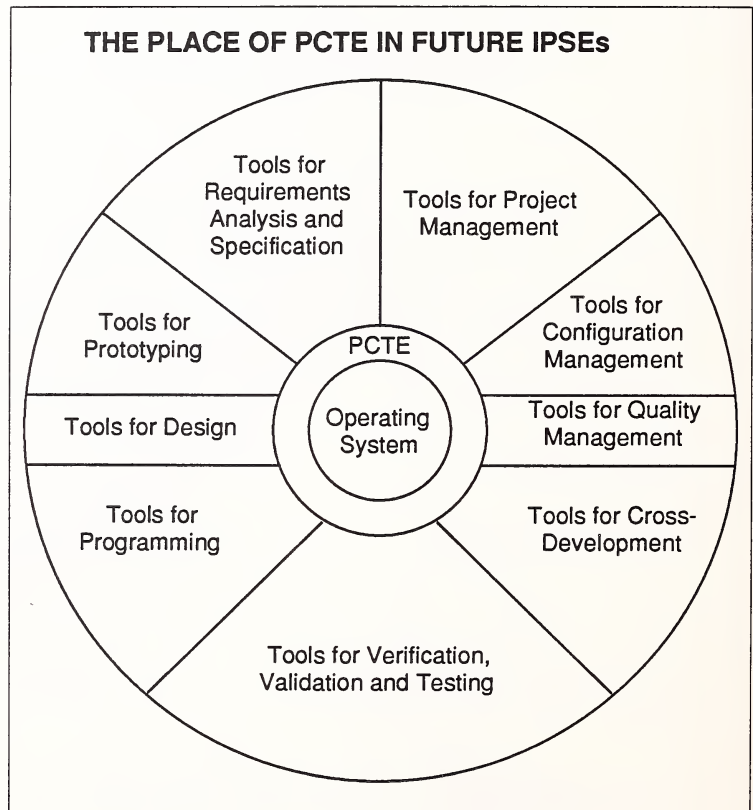 THE PLACE OF PCTE IN FUTURE IPSEs
Tools for
Requirements
Analysis and
Specification
Tools for Project
Management
Tools for
Prototyping
Tools for
Configuration
Management
PCTE
Operating
System
Tools for Design
Tools for Quality
Management
Tools for
Programming
Tools for Cross-
Development
Tools for Verification,
Validation and Testing